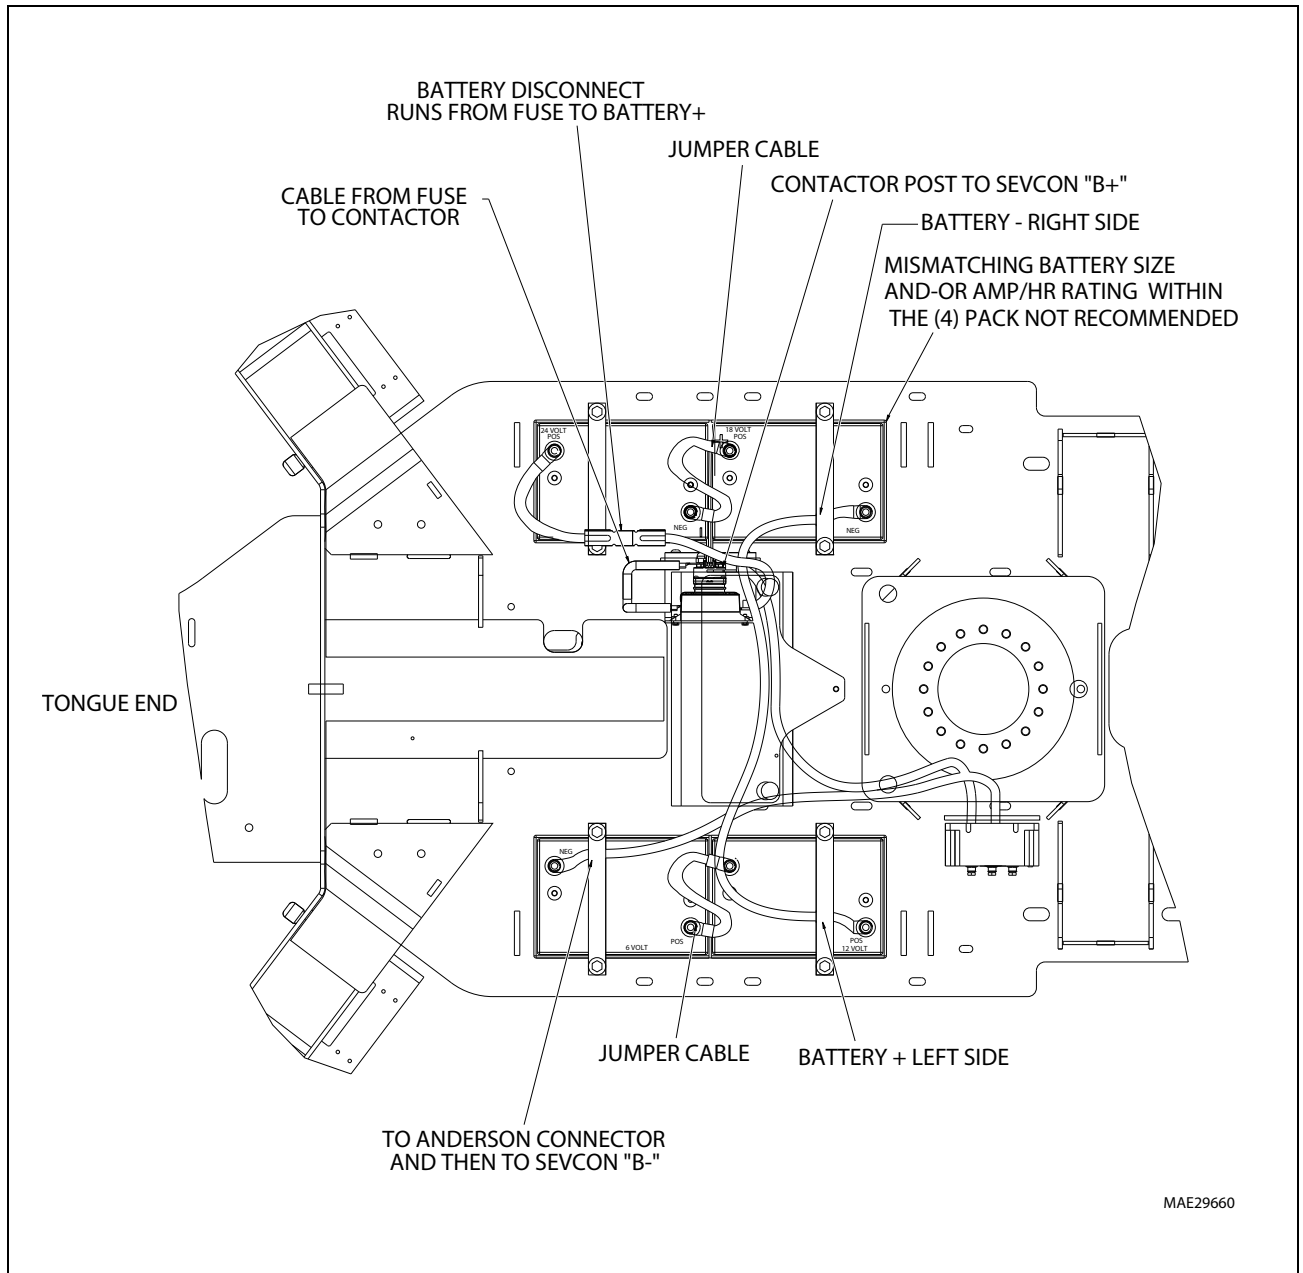 BATTERY DISCONNECT
RUNS FROM FUSE TO BATTERY+
JUMPER CABLE
CONTACTOR POST TO SEVCON "B+"
CABLE FROM FUSE
TO CONTACTOR
BATTERY - RIGHT SIDE
MISMATCHING BATTERY SIZE
AND-OR AMP/HR RATING WITHIN
THE (4) PACK NOT RECOMMENDED
24 VOLT
POS
18 VOLT
POS
NEG
NEG
TONGUE END
NEG
POS
6 VOLT
POS
12 VOLT
JUMPER CABLE
BATTERY + LEFT SIDE
TO ANDERSON CONNECTOR
AND THEN TO SEVCON "B-"
MAE29660